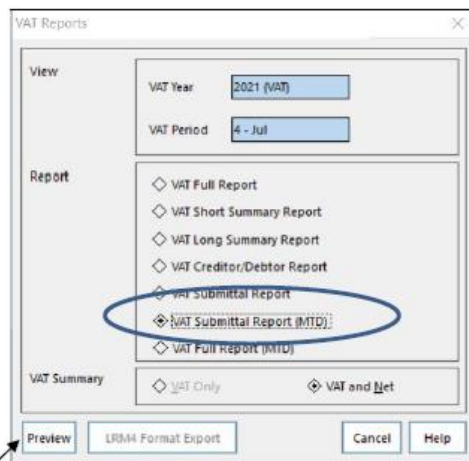 VAT Reports
View
VAT Year 2021 (VAT)
VAT Period 4 - Jul
Report
VAT Full Report
VAT Short Summary Report
VAT Long Summary Report
VAT Creditor/Debtor Report
VAT Submittal Report
VAT Submittal Report (MTD)
VAT Full Report (MTD)
VAT Summary
VAT Only VAT and Net
Preview LRM4 Format Export Cancel Help